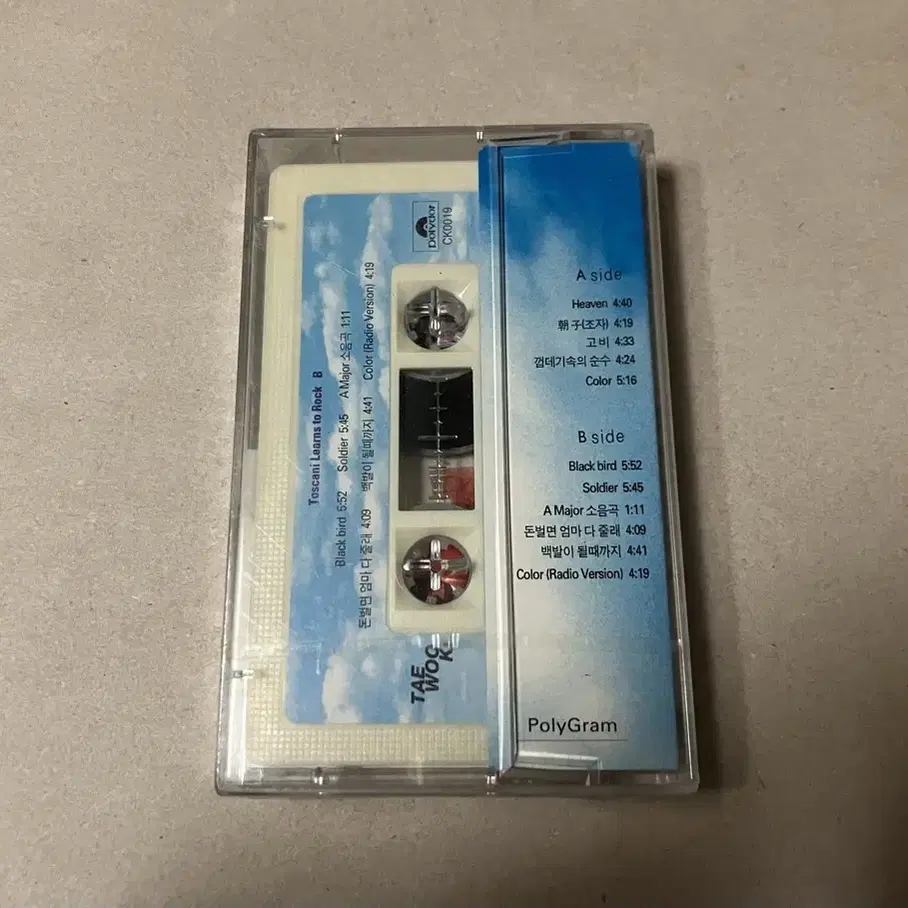 Toscani Learns to Rock B
Black bird 5:52 Soldier 5:45 A Major 소음곡 1:11
돈벌면 엄마 다 줄래 4:09 백발이 될때까지 4:41 Color (Radio Version) 4:19
polydor
CK0019
TAE
WOO
K
A side
Heaven 4:40
朝子(조자) 4:19
고비 4:33
껍데기속의 순수 4:24
Color 5:16
B side
Black bird 5:52
Soldier 5:45
A Major 소음곡 1:11
돈벌면 엄마 다 줄래 4:09
백발이 될때까지 4:41
Color (Radio Version) 4:19
PolyGram